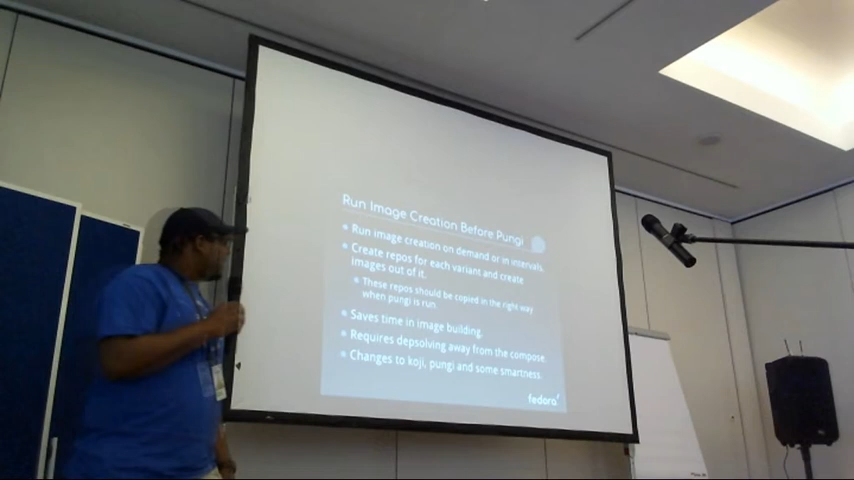 Run Image Creation Before Pungi
Run image creation on demand or in intervals.
Create repos for each variant and create
images out of it.
These repos should be copied in the right way
when pungi is run.
Saves time in image building.
Requires depsolving away from the compose.
Changes to koji, pungi and some smartness
fedora